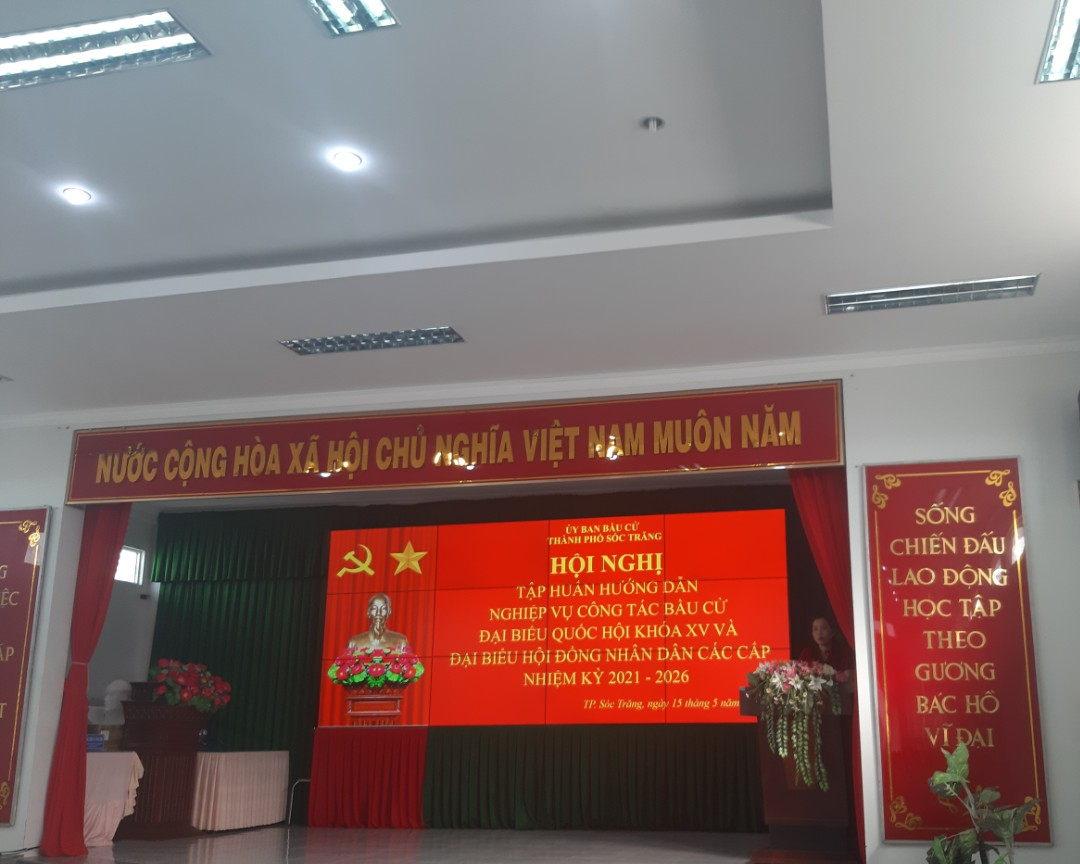 NƯỚC CỘNG HÒA XÃ HỘI CHỦ NGHĨA VIỆT NAM MUÔN NĂM
ỦY BAN BẦU CỬ
THÀNH PHỐ SÓC TRĂNG
HỘI NGHỊ
TẬP HUẤN HƯỚNG DẪN
NGHIỆP VỤ CÔNG TÁC BẦU CỬ
ĐẠI BIỂU QUỐC HỘI KHÓA XV VÀ
ĐẠI BIỂU HỘI ĐỒNG NHÂN DÂN CÁC CẤP
NHIỆM KỲ 2021 - 2026
TP. Sóc Trăng, ngày 15 tháng 5 năm
SỐNG
CHIẾN ĐẤU
LAO ĐỘNG
HỌC TẬP
THEO
GƯƠNG
BÁC HỒ
VĨ ĐẠI